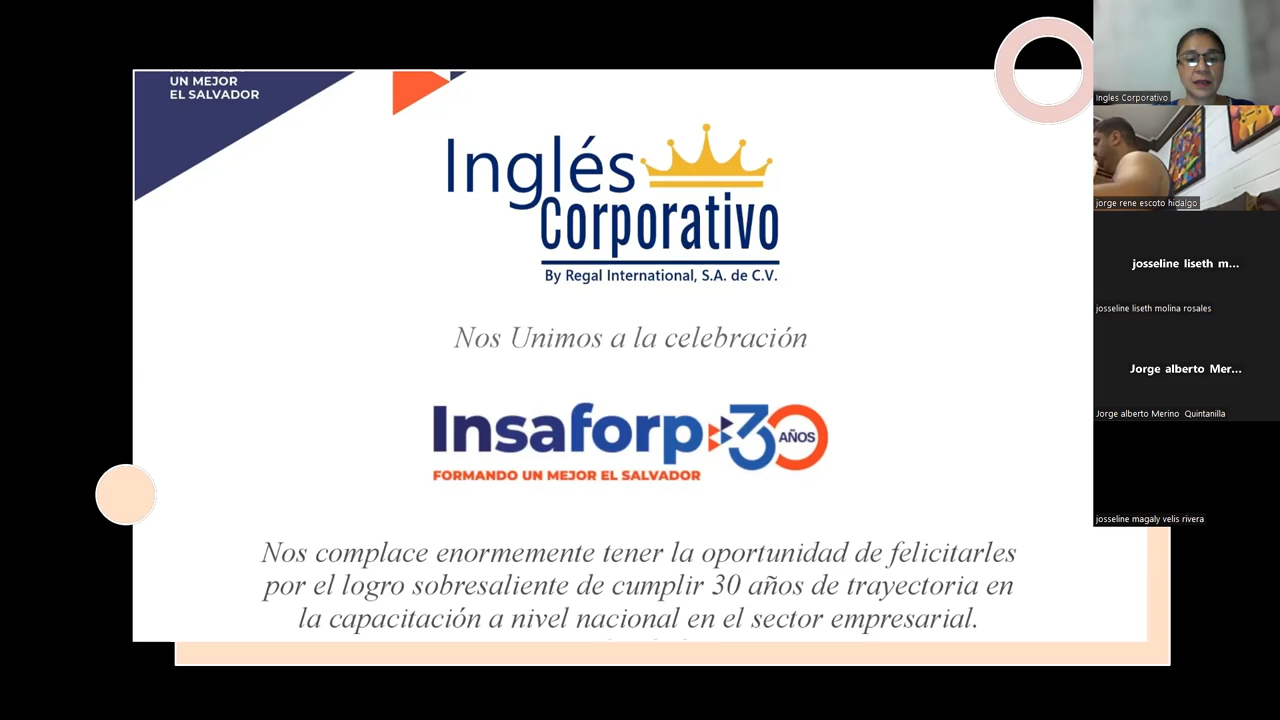 UN MEJOR
EL SALVADOR
Inglés
Corporativo
By Regal International, S.A. de C.V.
Nos Unimos a la celebración
Insaforp 30 AÑOS
FORMANDO UN MEJOR EL SALVADOR
Nos complace enormemente tener la oportunidad de felicitarles
por el logro sobresaliente de cumplir 30 años de trayectoria en
la capacitación a nivel nacional en el sector empresarial.
Ingles Corporativo
jorge rene escoto hidalgo
josseline liseth m...
josseline liseth molina rosales
Jorge alberto Mer...
Jorge alberto Merino Quintanilla
josseline magaly velis rivera